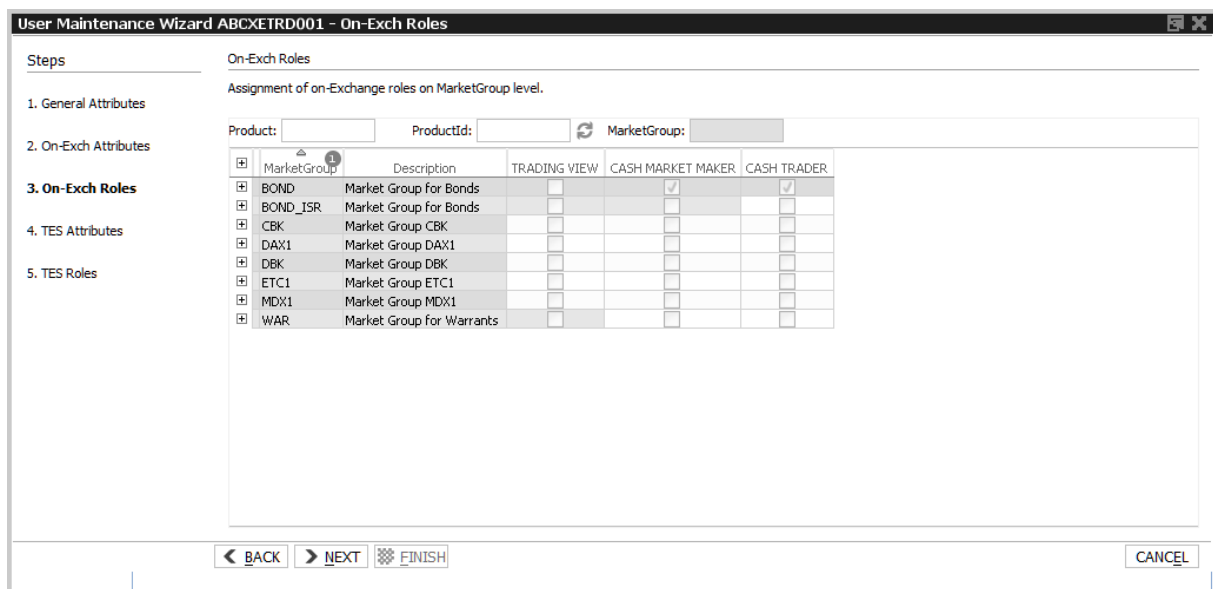 User Maintenance Wizard ABCXETRD001 - On-Exch Roles
Steps
1. General Attributes
2. On-Exch Attributes
3. On-Exch Roles
4. TES Attributes
5. TES Roles
On-Exch Roles
Assignment of on-Exchange roles on MarketGroup level.
Product: ProductId: MarketGroup:
MarketGroup 1 Description TRADING VIEW CASH MARKET MAKER CASH TRADER
BOND Market Group for Bonds
BOND_ISR Market Group for Bonds
CBK Market Group CBK
DAX1 Market Group DAX1
DBK Market Group DBK
ETC1 Market Group ETC1
MDX1 Market Group MDX1
WAR Market Group for Warrants
BACK NEXT FINISH CANCEL